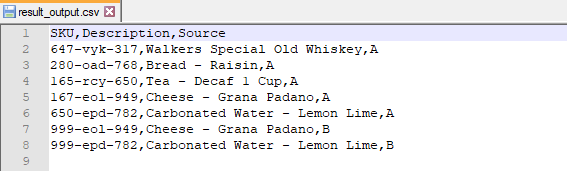 result_output.csv
1 SKU,Description,Source
2 647-vyk-317,Walkers Special Old Whiskey,A
3 280-oad-768,Bread - Raisin,A
4 165-rcy-650,Tea - Decaf 1 Cup,A
5 167-eol-949,Cheese - Grana Padano,A
6 650-epd-782,Carbonated Water - Lemon Lime,A
7 999-eol-949,Cheese - Grana Padano,B
8 999-epd-782,Carbonated Water - Lemon Lime,B
9